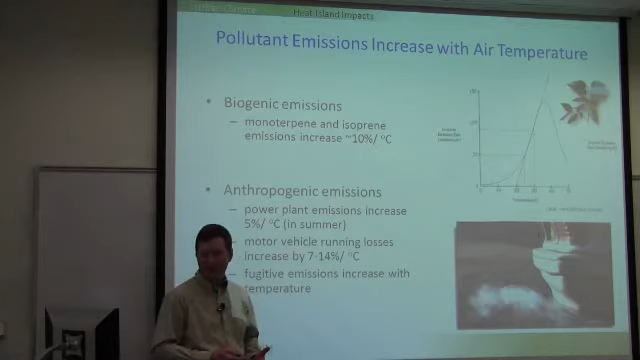 Urban Climate
Heat Island Impacts
Pollutant Emissions Increase with Air Temperature
• Biogenic emissions
– monoterpene and isoprene
emissions increase ~10%/ °C
• Anthropogenic emissions
– power plant emissions increase
5%/ °C (in summer)
– motor vehicle running losses
increase by 7-14%/ °C
– fugitive emissions increase with
temperature